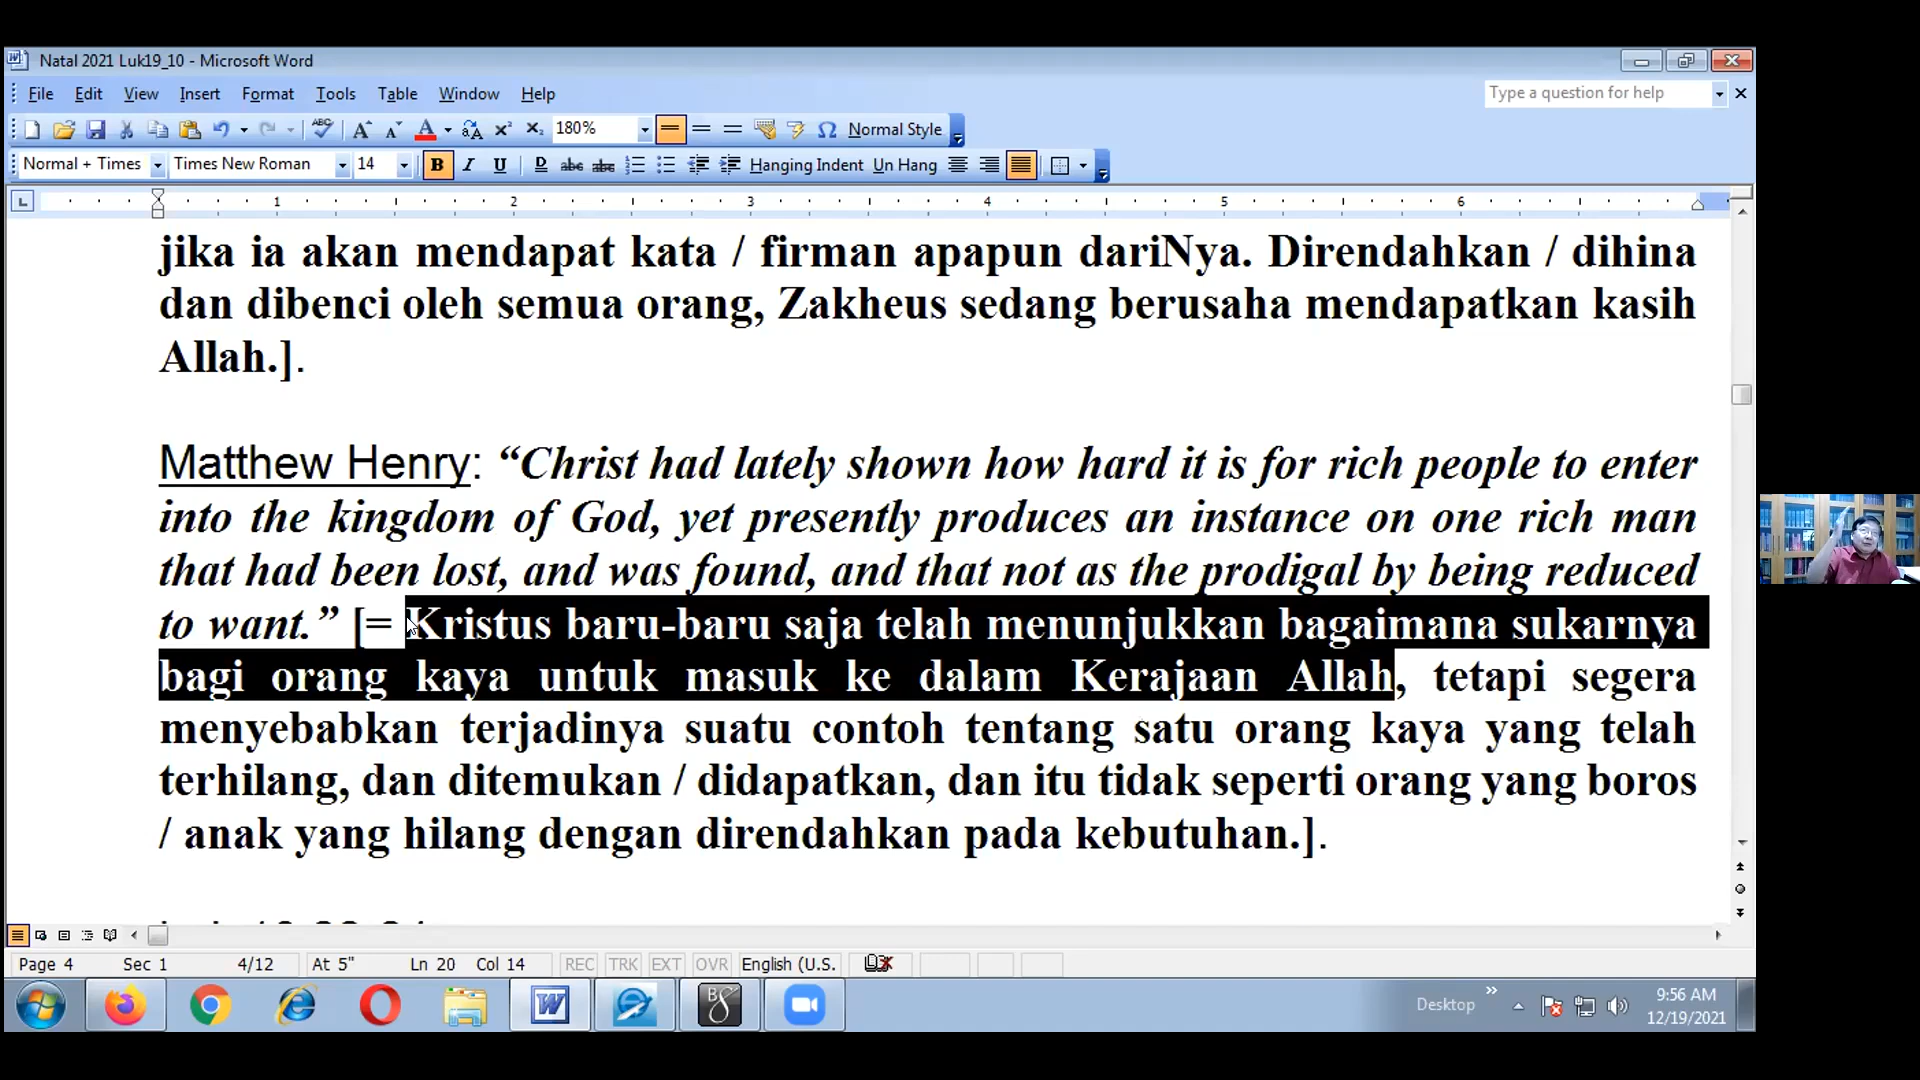 Natal 2021 Luk19_10 - Microsoft Word
File Edit View Insert Format Tools Table Window Help
Type a question for help
180% Normal Style
Normal + Times Times New Roman 14 B I U Hanging Indent Un Hang
1 2 3 4 5 6
jika ia akan mendapat kata / firman apapun dariNya. Direndahkan / dihina
dan dibenci oleh semua orang, Zakheus sedang berusaha mendapatkan kasih
Allah.].
Matthew Henry: “Christ had lately shown how hard it is for rich people to enter
into the kingdom of God, yet presently produces an instance on one rich man
that had been lost, and was found, and that not as the prodigal by being reduced
to want.” [= Kristus baru-baru saja telah menunjukkan bagaimana sukarnya
bagi orang kaya untuk masuk ke dalam Kerajaan Allah, tetapi segera
menyebabkan terjadinya suatu contoh tentang satu orang kaya yang telah
terhilang, dan ditemukan / didapatkan, dan itu tidak seperti orang yang boros
/ anak yang hilang dengan direndahkan pada kebutuhan.].
Page 4 Sec 1 4/12 At 5" Ln 20 Col 14 REC TRK EXT OVR English (U.S.
Desktop
9:56 AM
12/19/2021